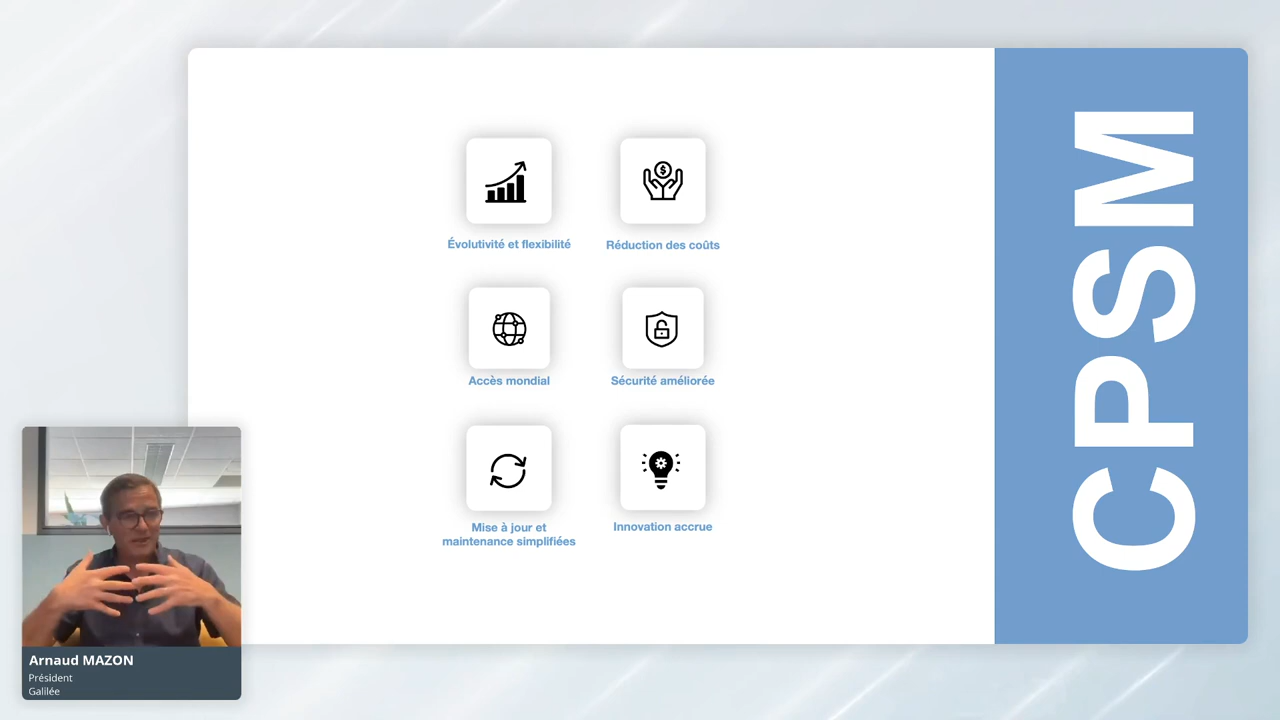 Évolutivité et flexibilité
Réduction des coûts
Accès mondial
Sécurité améliorée
Mise à jour et
maintenance simplifiées
Innovation accrue
CPSM
Arnaud MAZON
Président
Galilée